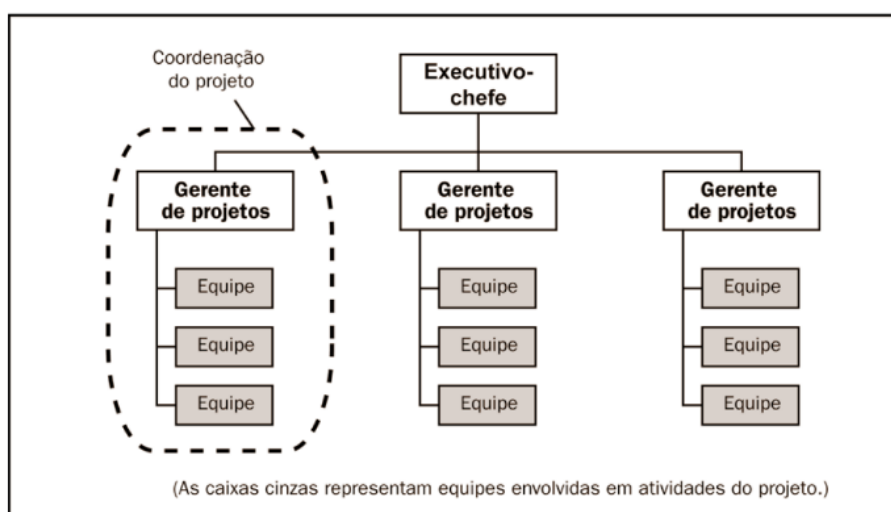 Coordenação
do projeto
Executivo-
chefe
Gerente
de projetos
Gerente
de projetos
Gerente
de projetos
Equipe
Equipe
Equipe
Equipe
Equipe
Equipe
Equipe
Equipe
Equipe
(As caixas cinzas representam equipes envolvidas em atividades do projeto.)